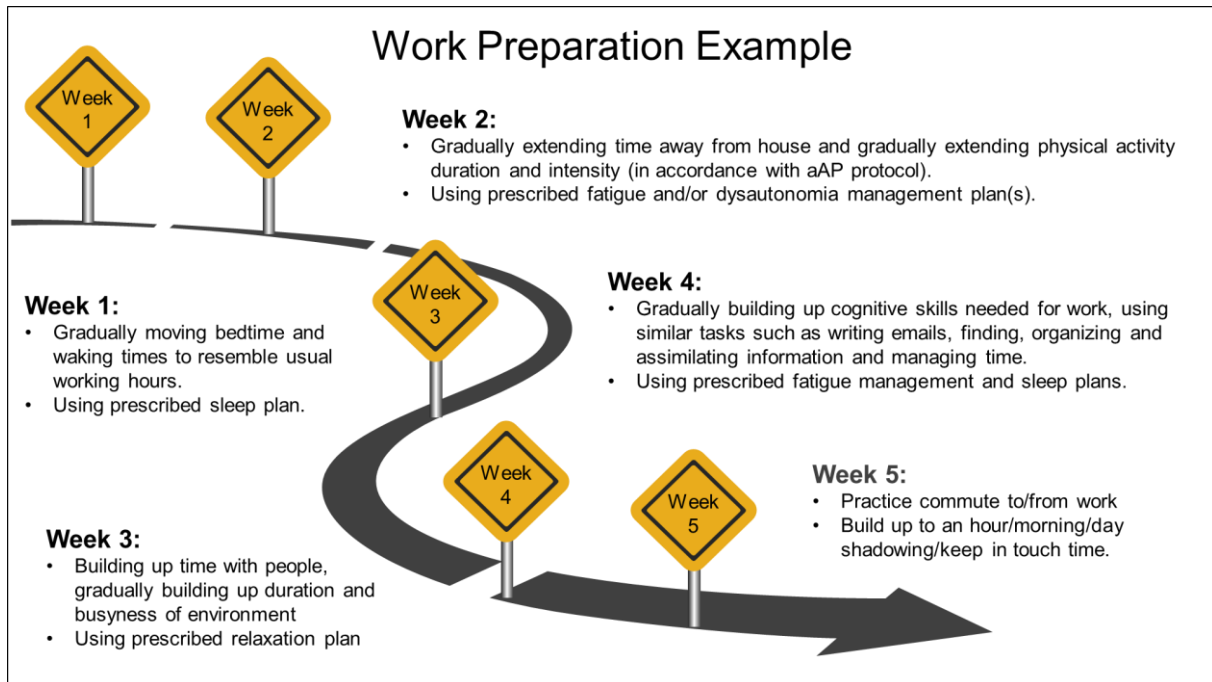 Work Preparation Example
Week
1
Week
2
Week 2:
• Gradually extending time away from house and gradually extending physical activity
duration and intensity (in accordance with aAP protocol).
• Using prescribed fatigue and/or dysautonomia management plan(s).
Week 1:
• Gradually moving bedtime and
waking times to resemble usual
working hours.
• Using prescribed sleep plan.
Week
3
Week 4:
• Gradually building up cognitive skills needed for work, using
similar tasks such as writing emails, finding, organizing and
assimilating information and managing time.
• Using prescribed fatigue management and sleep plans.
Week 3:
• Building up time with people,
gradually building up duration and
busyness of environment
• Using prescribed relaxation plan
Week
4
Week
5
Week 5:
• Practice commute to/from work
• Build up to an hour/morning/day
shadowing/keep in touch time.